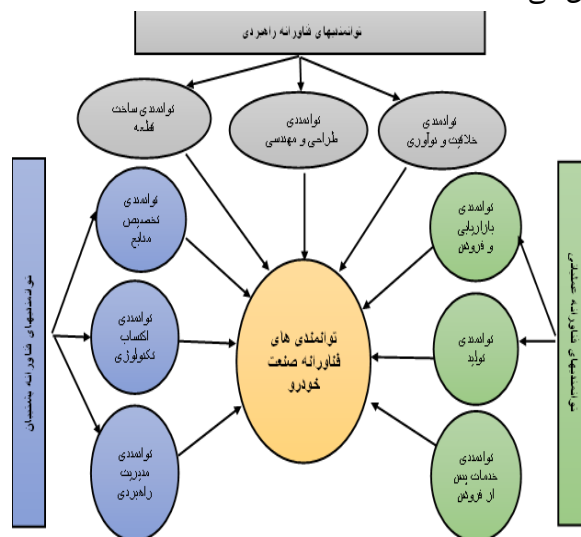 توانمندیهای فناورانه راهبردی
توانمندی ساخت
قطعه
توانمندی
طراحی و مهندسی
توانمندی
خلاقیت و نوآوری
توانمندیهای فناورانه پشتیبان
توانمندی
تخصیص
منابع
توانمندی
اکتساب
تکنولوژی
توانمندی
مدیریت
راهبردی
توانمندی های
فناورانه صنعت
خودرو
توانمندی
بازاریابی
و فروش
توانمندی
تولید
توانمندی
خدمات پس
از فروش
توانمندیهای فناورانه عملیاتی